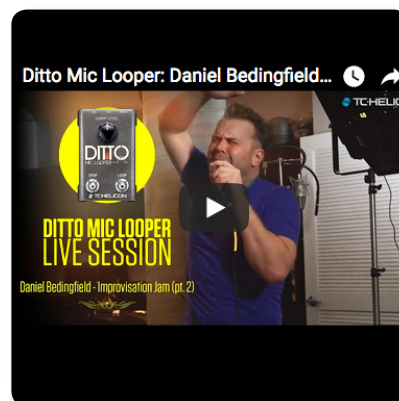 Ditto Mic Looper: Daniel Bedingfield...
TC·HELICON
LOOP LEVEL
DITTO
MIC LOOPER
STOP
LOOP
TC·HELICON
DITTO MIC LOOPER
LIVE SESSION
Daniel Bedingfield - Improvisation Jam (pt. 2)